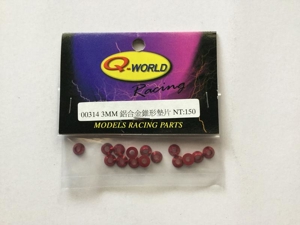 Q-WORLD
Racing
00314 3MM 鋁合金錐形墊片 NT:150
MODELS RACING PARTS